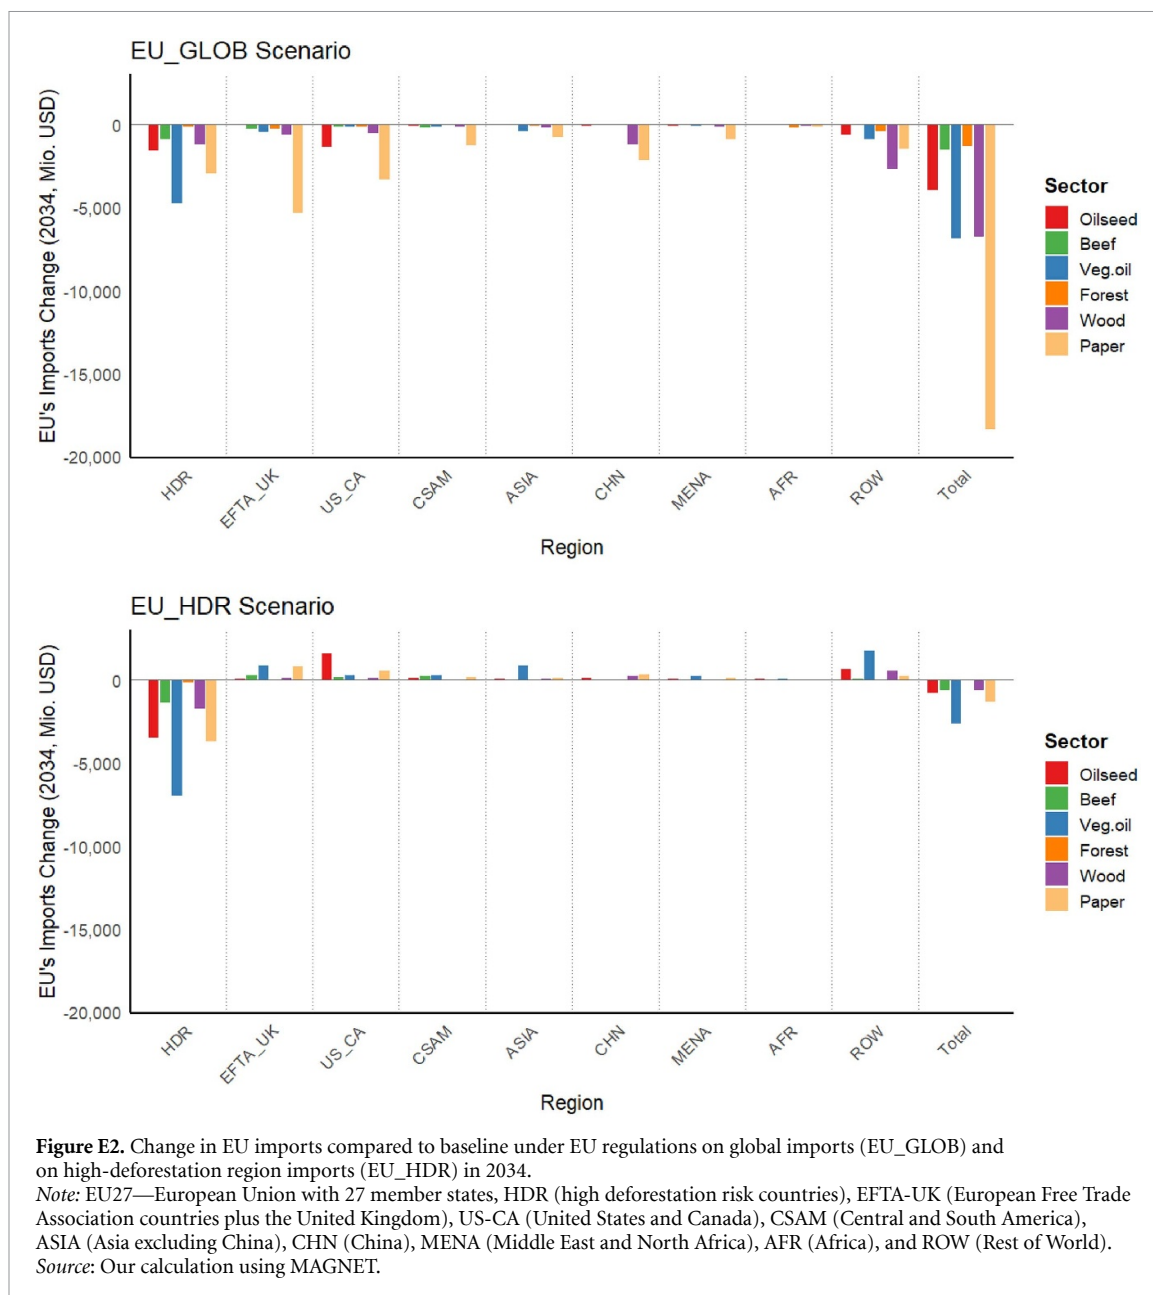 EU_GLOB Scenario
EU's Imports Change (2034, Mio. USD)
0
-5,000
-10,000
-15,000
-20,000
HDR
EFTA_UK
US_CA
CSAM
ASIA
CHN
MENA
AFR
ROW
Total
Region
Sector
Oilseed
Beef
Veg.oil
Forest
Wood
Paper
EU_HDR Scenario
EU's Imports Change (2034, Mio. USD)
0
-5,000
-10,000
-15,000
-20,000
HDR
EFTA_UK
US_CA
CSAM
ASIA
CHN
MENA
AFR
ROW
Total
Region
Sector
Oilseed
Beef
Veg.oil
Forest
Wood
Paper
Figure E2. Change in EU imports compared to baseline under EU regulations on global imports (EU_GLOB) and
on high-deforestation region imports (EU_HDR) in 2034.
Note: EU27—European Union with 27 member states, HDR (high deforestation risk countries), EFTA-UK (European Free Trade
Association countries plus the United Kingdom), US-CA (United States and Canada), CSAM (Central and South America),
ASIA (Asia excluding China), CHN (China), MENA (Middle East and North Africa), AFR (Africa), and ROW (Rest of World).
Source: Our calculation using MAGNET.